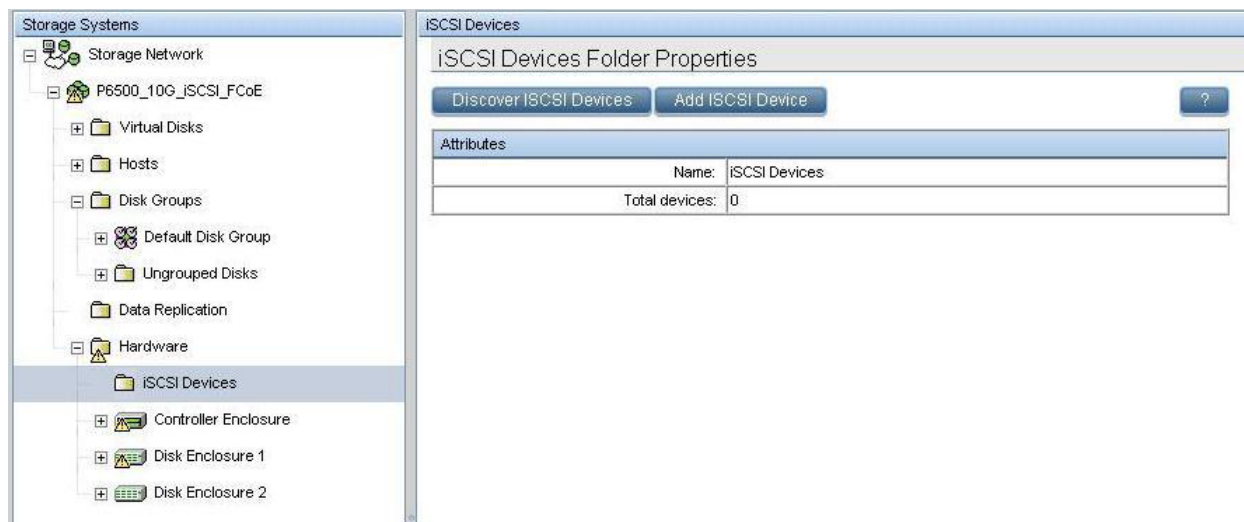 Storage Systems
Storage Network
P6500_10G_iSCSI_FCoE
Virtual Disks
Hosts
Disk Groups
Default Disk Group
Ungrouped Disks
Data Replication
Hardware
iSCSI Devices
Controller Enclosure
Disk Enclosure 1
Disk Enclosure 2
iSCSI Devices
iSCSI Devices Folder Properties
Discover ISCSI Devices Add ISCSI Device ?
Attributes
Name: iSCSI Devices
Total devices: 0